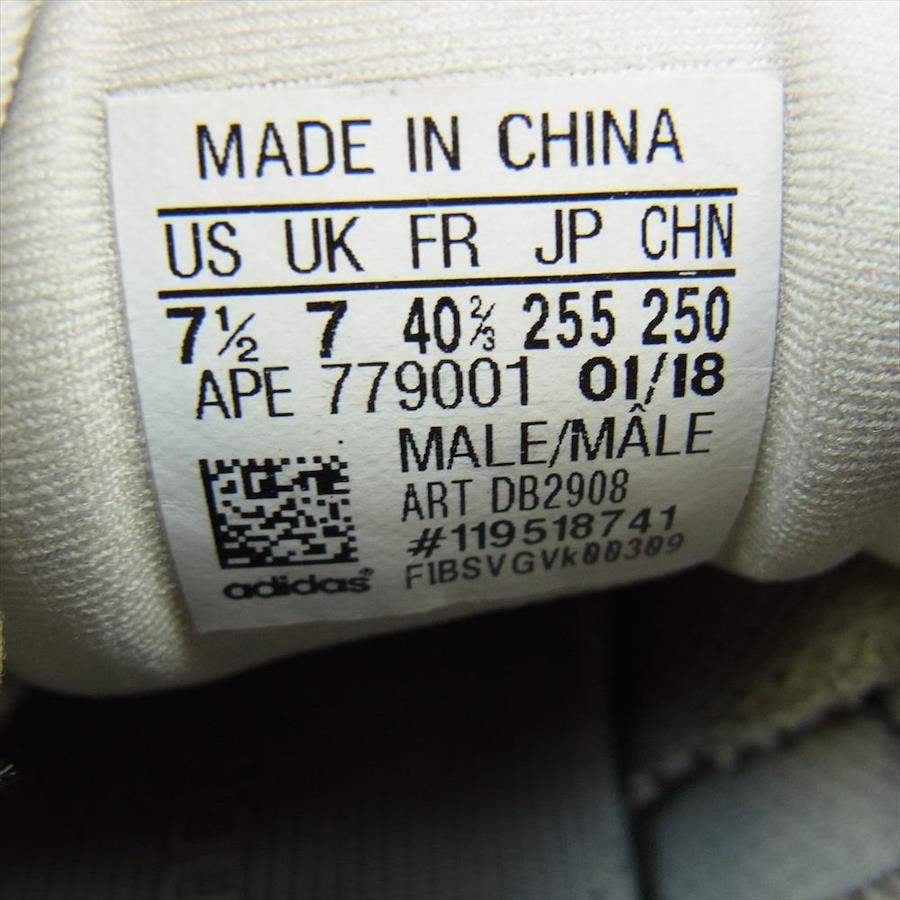 MADE IN CHINA
US UK FR JP CHN
7½ 7 40⅔ 255 250
APE 779001 01/18
MALE/MÂLE
ART DB2908
#119518741
F1BSVGVk00309
adidas